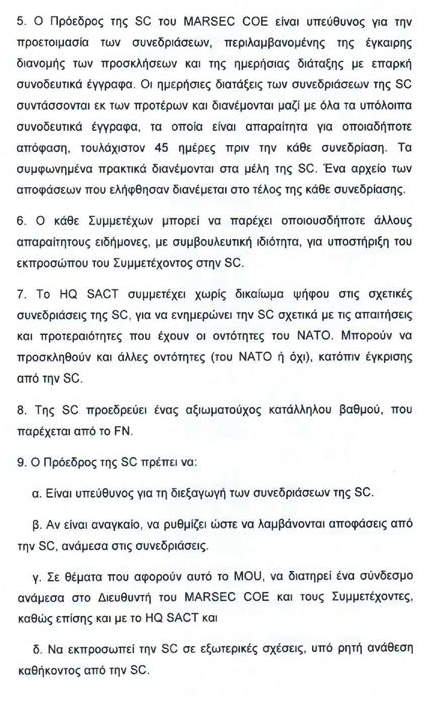 5. Ο Πρόεδρος της SC του MARSEC COE είναι υπεύθυνος για την
προετοιμασία των συνεδριάσεων, περιλαμβανομένης της έγκαιρης
διανομής των προσκλήσεων και της ημερήσιας διάταξης με επαρκή
συνοδευτικά έγγραφα. Οι ημερήσιες διατάξεις των συνεδριάσεων της SC
συντάσσονται εκ των προτέρων και διανέμονται μαζί με όλα τα υπόλοιπα
συνοδευτικά έγγραφα, τα οποία είναι απαραίτητα για οποιαδήποτε
απόφαση, τουλάχιστον 45 ημέρες πριν την κάθε συνεδρίαση. Τα
συμφωνημένα πρακτικά διανέμονται στα μέλη της SC. Ένα αρχείο των
αποφάσεων που ελήφθησαν διανέμεται στο τέλος της κάθε συνεδρίασης.
6. Ο κάθε Συμμετέχων μπορεί να παρέχει οποιουσδήποτε άλλους
απαραίτητους ειδήμονες, με συμβουλευτική ιδιότητα, για υποστήριξη του
εκπροσώπου του Συμμετέχοντος στην SC.
7. Το HQ SACT συμμετέχει χωρίς δικαίωμα ψήφου στις σχετικές
συνεδριάσεις της SC, για να ενημερώνει την SC σχετικά με τις απαιτήσεις
και προτεραιότητες που έχουν οι οντότητες του ΝΑΤΟ. Μπορούν να
προσκληθούν και άλλες οντότητες (του ΝΑΤΟ ή όχι), κατόπιν έγκρισης
από την SC.
8. Της SC προεδρεύει ένας αξιωματούχος κατάλληλου βαθμού, που
παρέχεται από το FN.
9. Ο Πρόεδρος της SC πρέπει να:
α. Είναι υπεύθυνος για τη διεξαγωγή των συνεδριάσεων της SC.
β. Αν είναι αναγκαίο, να ρυθμίζει ώστε να λαμβάνονται αποφάσεις από
την SC, ανάμεσα στις συνεδριάσεις.
γ. Σε θέματα που αφορούν αυτό το MOU, να διατηρεί ένα σύνδεσμο
ανάμεσα στο Διευθυντή του MARSEC COE και τους Συμμετέχοντες,
καθώς επίσης και με το HQ SACT και
δ. Να εκπροσωπεί την SC σε εξωτερικές σχέσεις, υπό ρητή ανάθεση
καθήκοντος από την SC.